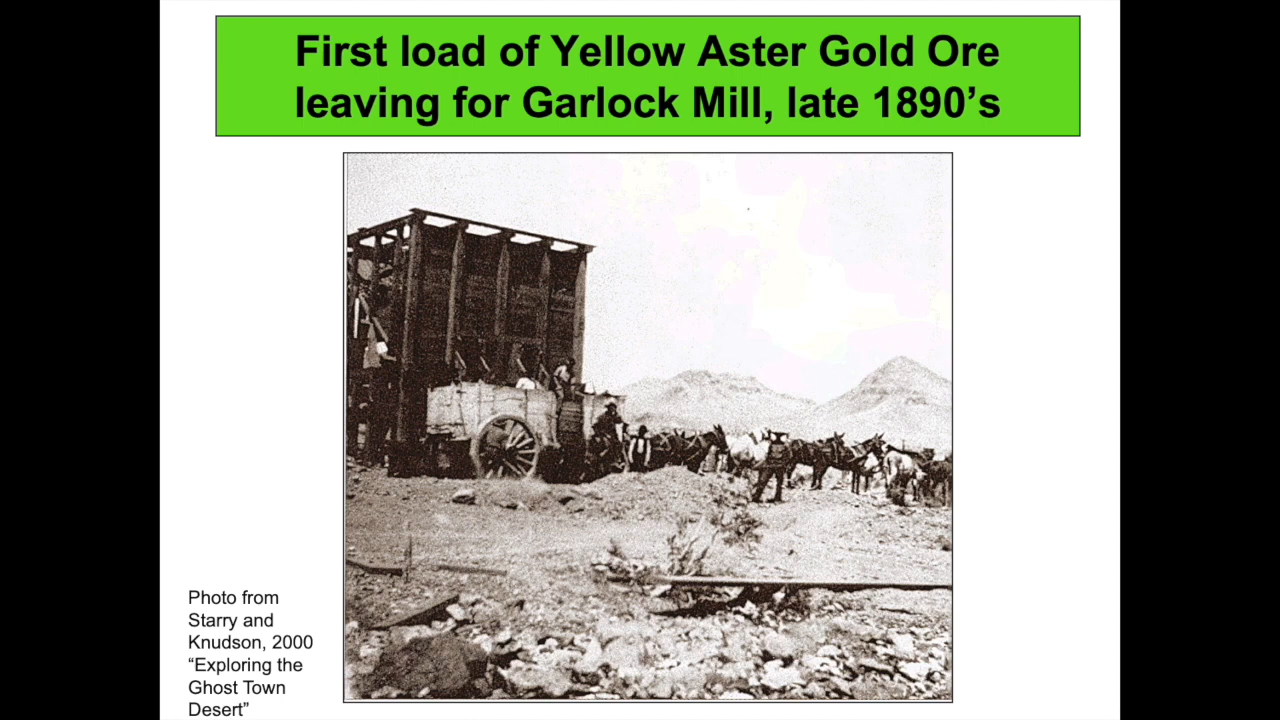 First load of Yellow Aster Gold Ore
leaving for Garlock Mill, late 1890’s
Photo from
Starry and
Knudson, 2000
“Exploring the
Ghost Town
Desert”